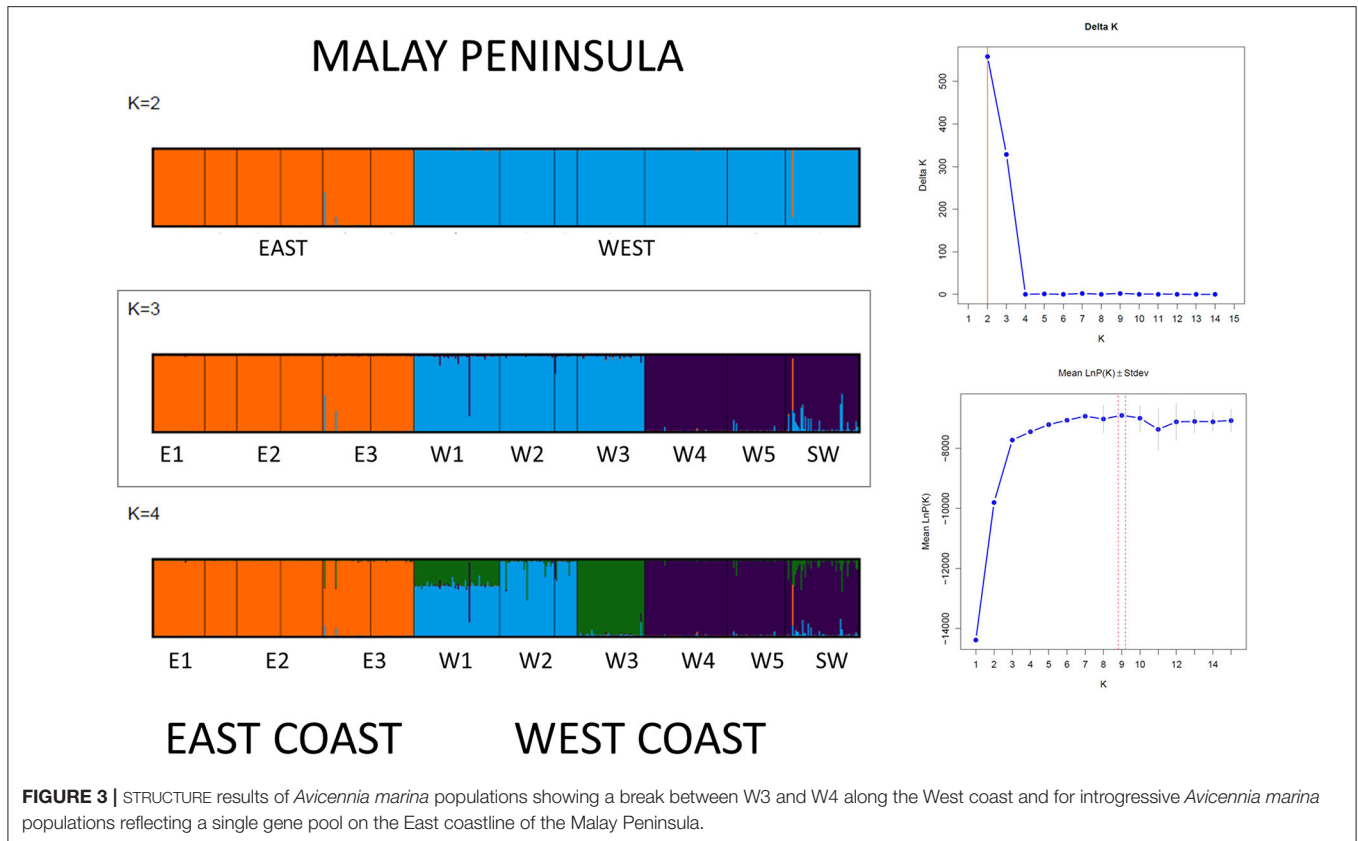 MALAY PENINSULA
K=2
EAST WEST
K=3
E1 E2 E3 W1 W2 W3 W4 W5 SW
K=4
E1 E2 E3 W1 W2 W3 W4 W5 SW
EAST COAST WEST COAST
Delta K
Delta K
500
400
300
200
100
0
1 2 3 4 5 6 7 8 9 10 11 12 13 14 15
K
Mean LnP(K) ± Stdev
Mean LnP(K)
-8000
-10000
-12000
-14000
1 2 3 4 5 6 7 8 9 10 12 14
K
FIGURE 3 | STRUCTURE results of Avicennia marina populations showing a break between W3 and W4 along the West coast and for introgressive Avicennia marina
populations reflecting a single gene pool on the East coastline of the Malay Peninsula.